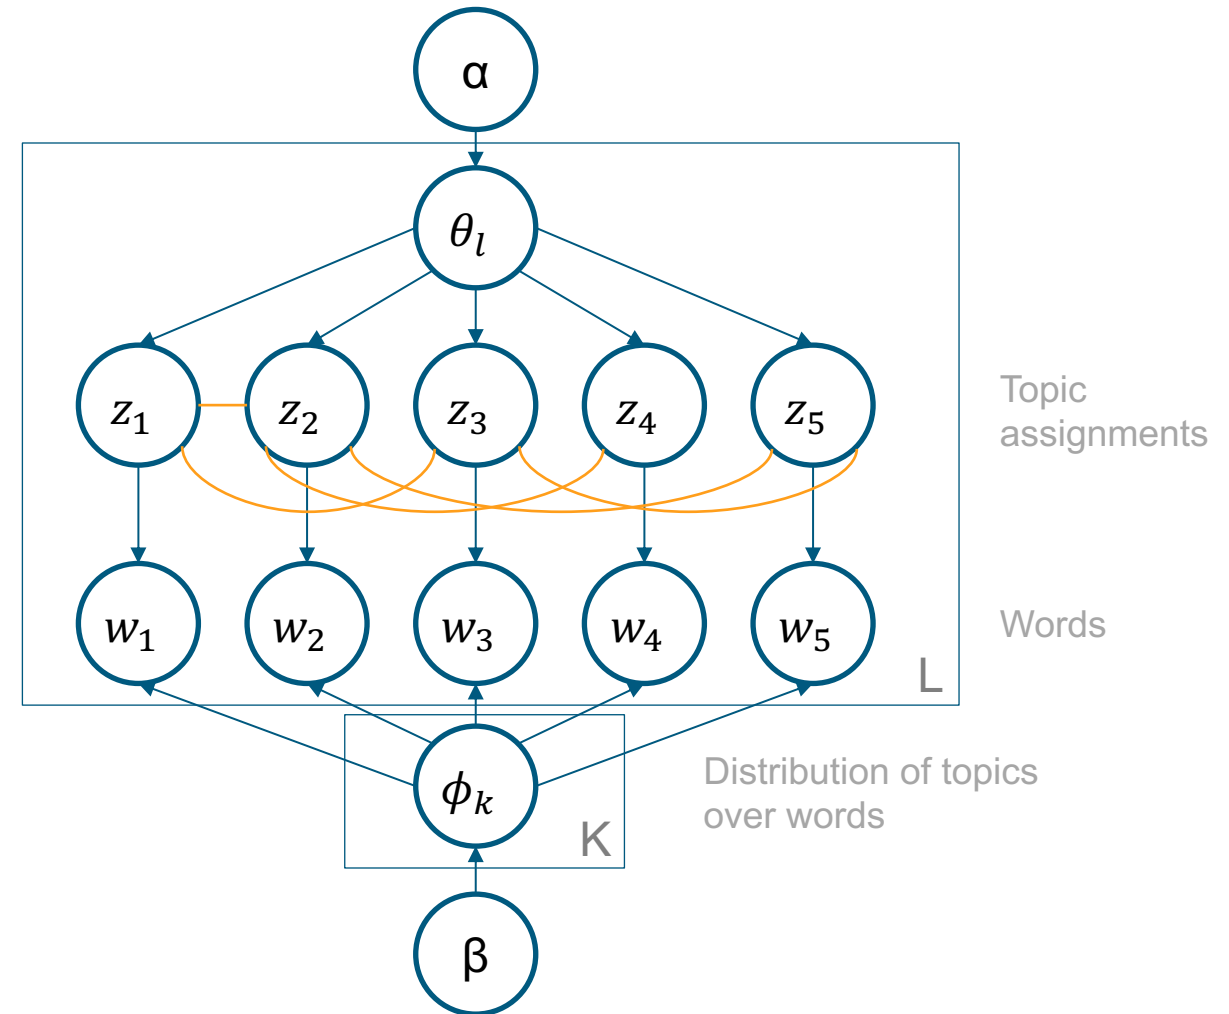 α
θ_l
z_1 z_2 z_3 z_4 z_5
Topic
assignments
w_1 w_2 w_3 w_4 w_5
Words
L
ϕ_k
Distribution of topics
over words
K
β